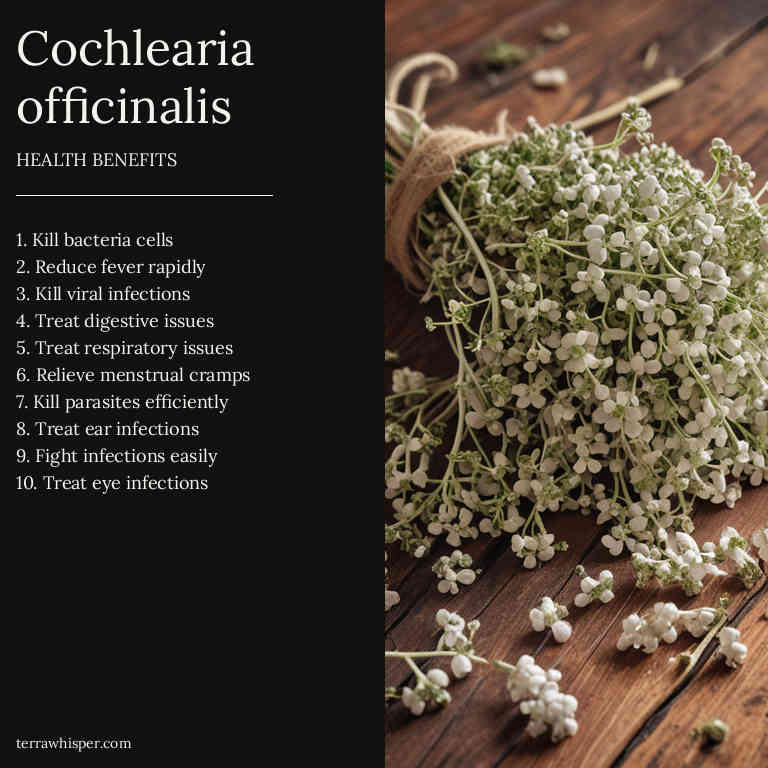 Cochlearia
officinalis
HEALTH BENEFITS
1. Kill bacteria cells
2. Reduce fever rapidly
3. Kill viral infections
4. Treat digestive issues
5. Treat respiratory issues
6. Relieve menstrual cramps
7. Kill parasites efficiently
8. Treat ear infections
9. Fight infections easily
10. Treat eye infections
terrawhisper.com